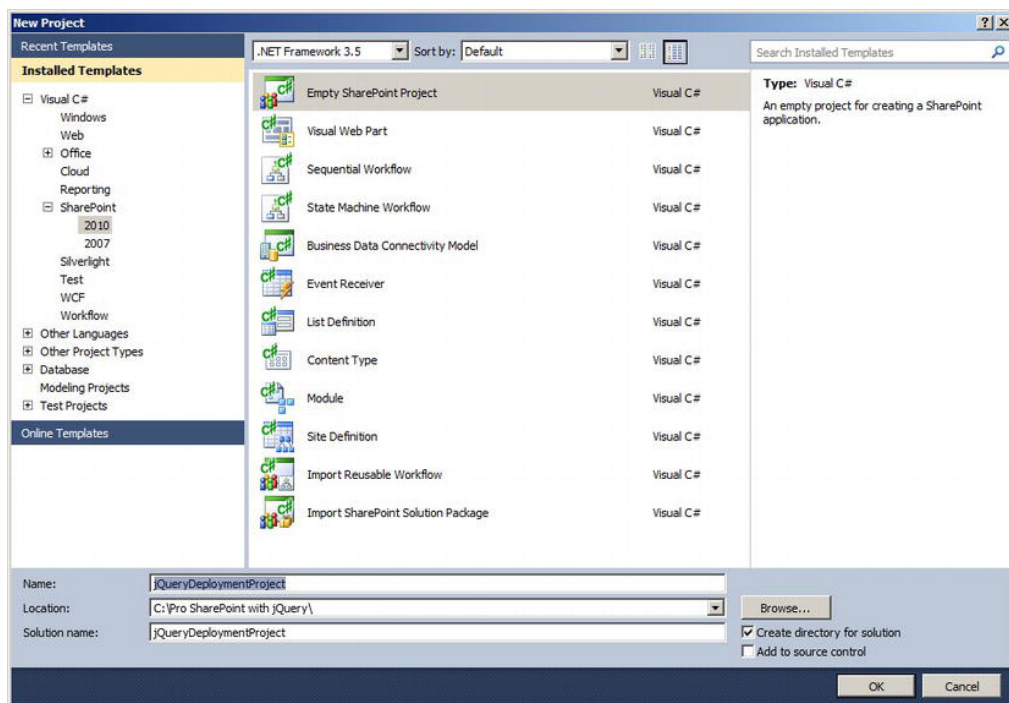 New Project
Recent Templates
Installed Templates
Visual C#
Windows
Web
Office
Cloud
Reporting
SharePoint
2010
2007
Silverlight
Test
WCF
Workflow
Other Languages
Other Project Types
Database
Modeling Projects
Test Projects
Online Templates
.NET Framework 3.5 Sort by: Default
Empty SharePoint Project Visual C#
Visual Web Part Visual C#
Sequential Workflow Visual C#
State Machine Workflow Visual C#
Business Data Connectivity Model Visual C#
Event Receiver Visual C#
List Definition Visual C#
Content Type Visual C#
Module Visual C#
Site Definition Visual C#
Import Reusable Workflow Visual C#
Import SharePoint Solution Package Visual C#
Search Installed Templates
Type: Visual C#
An empty project for creating a SharePoint
application.
Name: jQueryDeploymentProject
Location: C:\Pro SharePoint with jQuery\ Browse...
Solution name: jQueryDeploymentProject Create directory for solution
Add to source control
OK Cancel